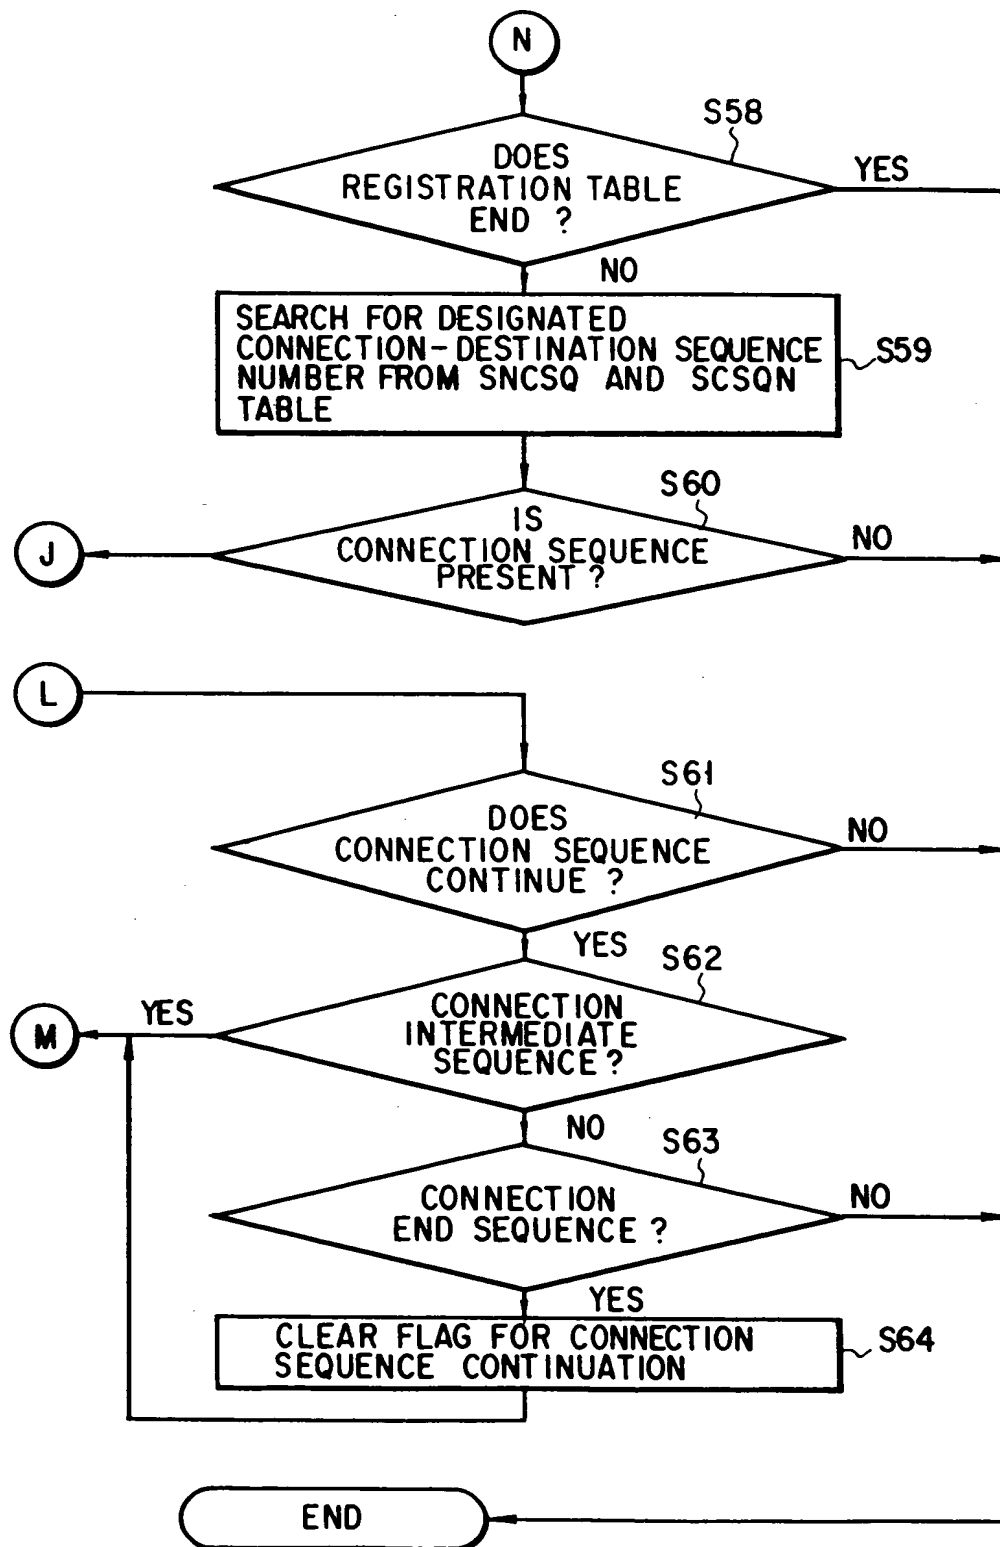 N
S58
DOES
REGISTRATION TABLE
END ?
YES
NO
SEARCH FOR DESIGNATED
CONNECTION-DESTINATION SEQUENCE
NUMBER FROM SNCSQ AND SCSQN
TABLE
S59
S60
IS
CONNECTION SEQUENCE
PRESENT ?
J
NO
L
S61
DOES
CONNECTION SEQUENCE
CONTINUE ?
NO
YES
S62
CONNECTION
INTERMEDIATE
SEQUENCE ?
YES
M
NO
S63
CONNECTION
END SEQUENCE ?
NO
YES
CLEAR FLAG FOR CONNECTION
SEQUENCE CONTINUATION
S64
END